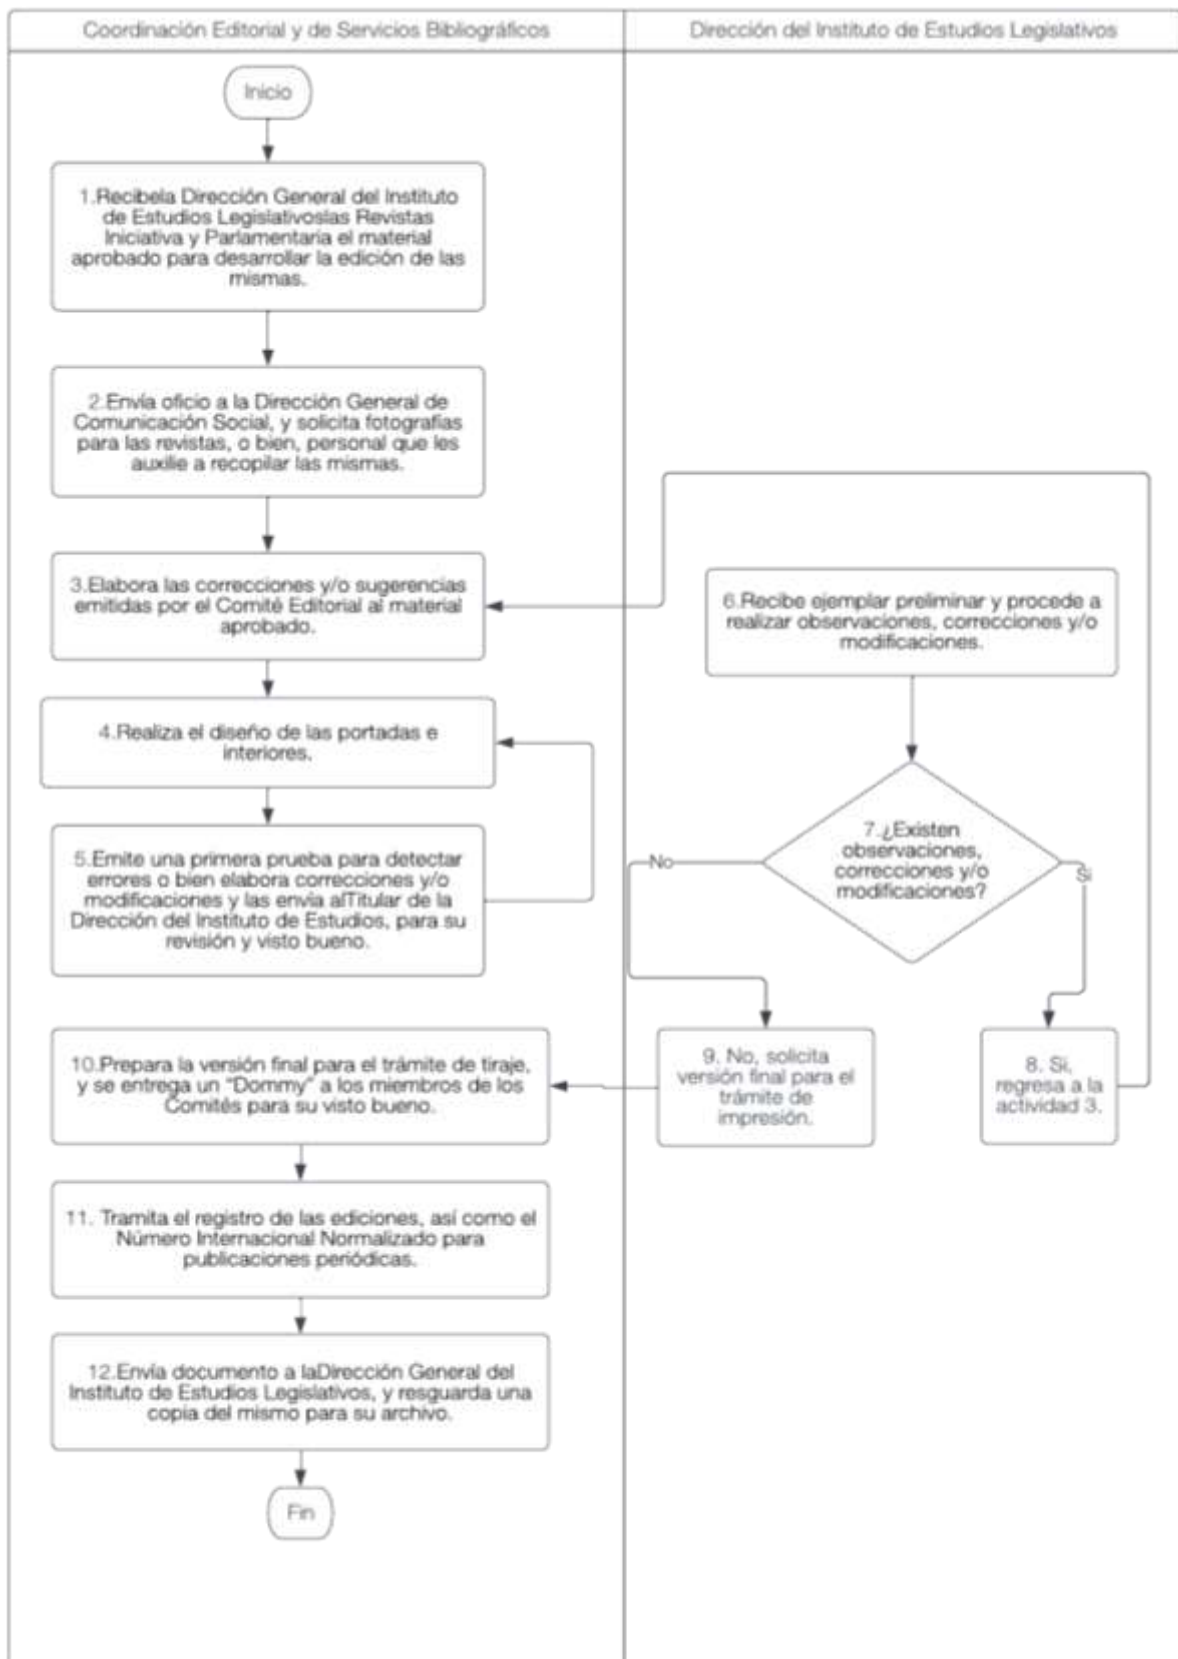 Coordinación Editorial y de Servicios Bibliográficos
Dirección del Instituto de Estudios Legislativos
Inicio
1.Recibela Dirección General del Instituto
de Estudios Legislativoslas Revistas
Iniciativa y Parlamentaria el material
aprobado para desarrollar la edición de las
mismas.
2.Envía oficio a la Dirección General de
Comunicación Social, y solicita fotografías
para las revistas, o bien, personal que les
auxilie a recopilar las mismas.
3.Elabora las correcciones y/o sugerencias
emitidas por el Comité Editorial al material
aprobado.
4.Realiza el diseño de las portadas e
interiores.
5.Emite una primera prueba para detectar
errores o bien elabora correcciones y/o
modificaciones y las envia alTitular de la
Dirección del Instituto de Estudios, para su
revisión y visto bueno.
6.Recibe ejemplar preliminar y procede a
realizar observaciones, correcciones y/o
modificaciones.
7.¿Existen
observaciones,
correcciones y/o
modificaciones?
No
Si
9. No, solicita
versión final para el
trámite de
impresión.
8. Si,
regresa a la
actividad 3.
10.Prepara la versión final para el trámite de tiraje,
y se entrega un "Dommy" a los miembros de los
Comités para su visto bueno.
11. Tramita el registro de las ediciones, así como el
Número Internacional Normalizado para
publicaciones periódicas.
12.Envía documento a laDirección General del
Instituto de Estudios Legislativos, y resguarda una
copia del mismo para su archivo.
Fin